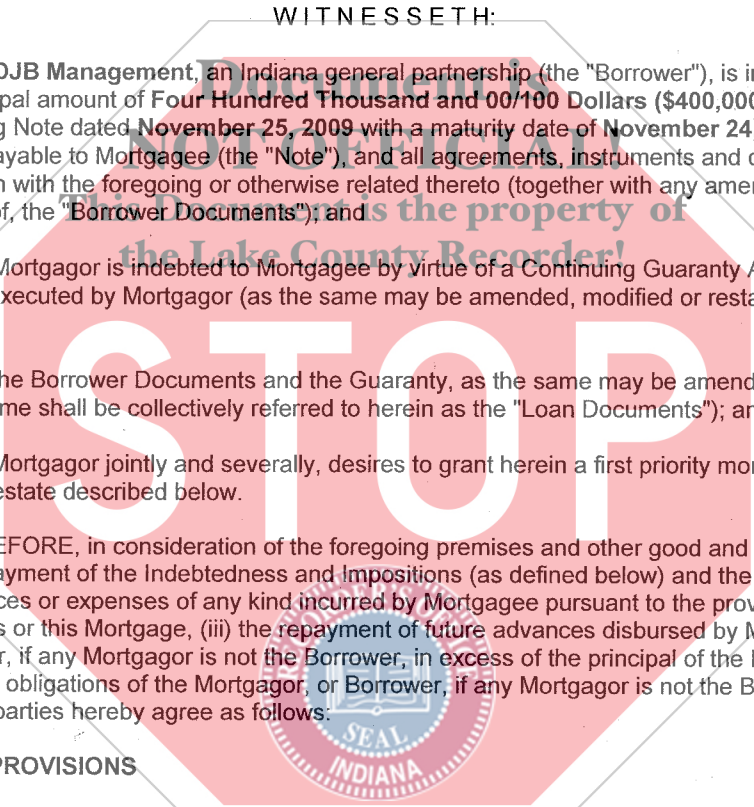 WITNESSETH:
DJB Management, an Indiana general partnership (the "Borrower"), is in
pal amount of Four Hundred Thousand and 00/100 Dollars ($400,000
g Note dated November 25, 2009 with a maturity date of November 24,
ayable to Mortgagee (the "Note"), and all agreements, instruments and d
n with the foregoing or otherwise related thereto (together with any amen
of, the "Borrower Documents"); and
Document is
NOT OFFICIAL!
This Document is the property of
the Lake County Recorder!
Mortgagor is indebted to Mortgagee by virtue of a Continuing Guaranty A
executed by Mortgagor (as the same may be amended, modified or resta
STOP
he Borrower Documents and the Guaranty, as the same may be amend
me shall be collectively referred to herein as the "Loan Documents"); an
Mortgagor jointly and severally, desires to grant herein a first priority mor
estate described below.
EFORE, in consideration of the foregoing premises and other good and
ayment of the Indebtedness and Impositions (as defined below) and the
ces or expenses of any kind incurred by Mortgagee pursuant to the prov
s or this Mortgage, (iii) the repayment of future advances disbursed by M
r, if any Mortgagor is not the Borrower, in excess of the principal of the
obligations of the Mortgagor, or Borrower, if any Mortgagor is not the B
parties hereby agree as follows:
RECORDER'S OFFICE
SEAL
INDIANA
PROVISIONS